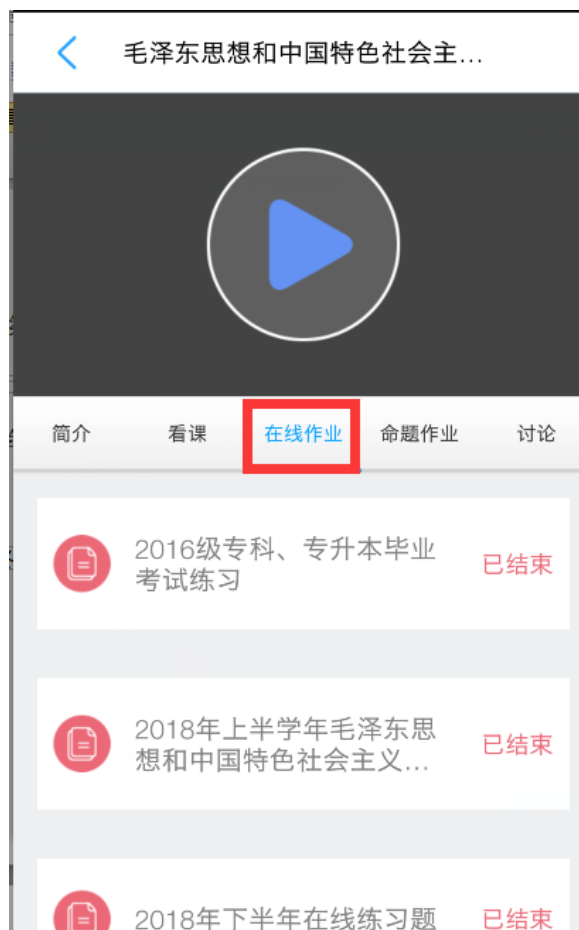 毛泽东思想和中国特色社会主...
简介
看课
在线作业
命题作业
讨论
2016级专科、专升本毕业
考试练习
已结束
2018年上半学年毛泽东思
想和中国特色社会主义...
已结束
2018年下半年在线练习题
已结束